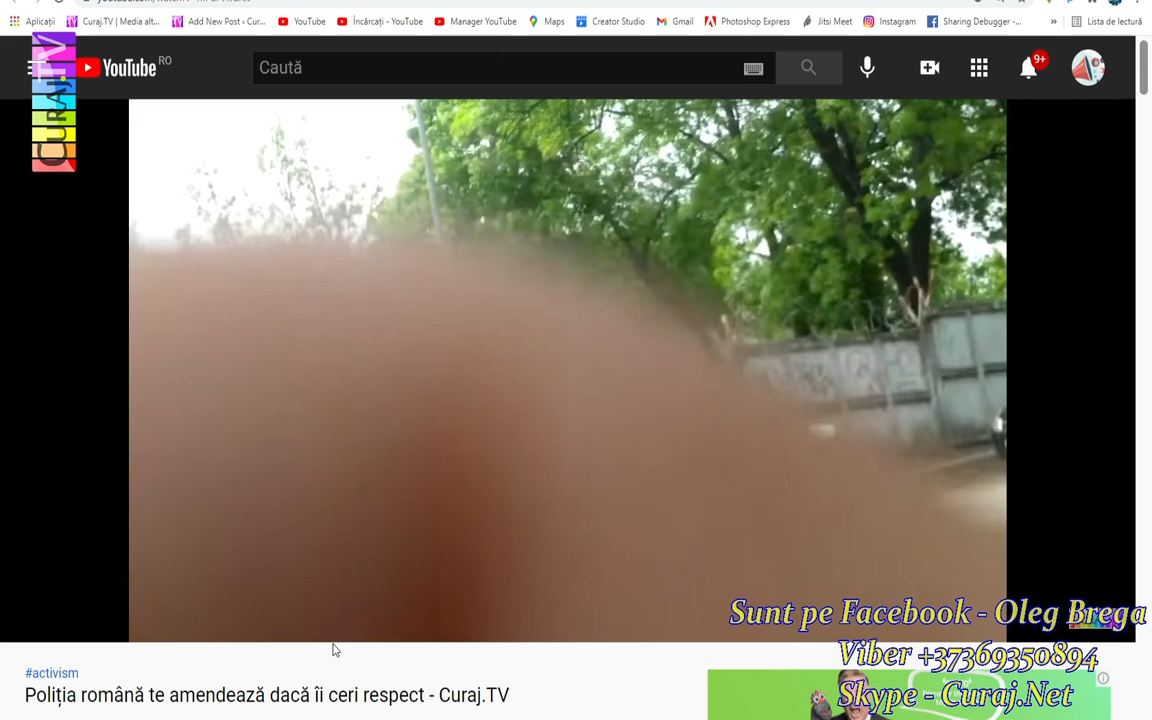 Aplicații
Curaj.TV | Media alt...
Add New Post ‹ Cur...
YouTube
Încărcați - YouTube
Manager YouTube
Maps
Creator Studio
Gmail
Photoshop Express
Jitsi Meet
Instagram
Sharing Debugger -...
»
Lista de lectură
CURAJ.TV
YouTube RO
Caută
9+
Sunt pe Facebook - Oleg Brega
Viber +37369350894
Skype - Curaj.Net
#activism
Poliția română te amendează dacă îi ceri respect - Curaj.TV